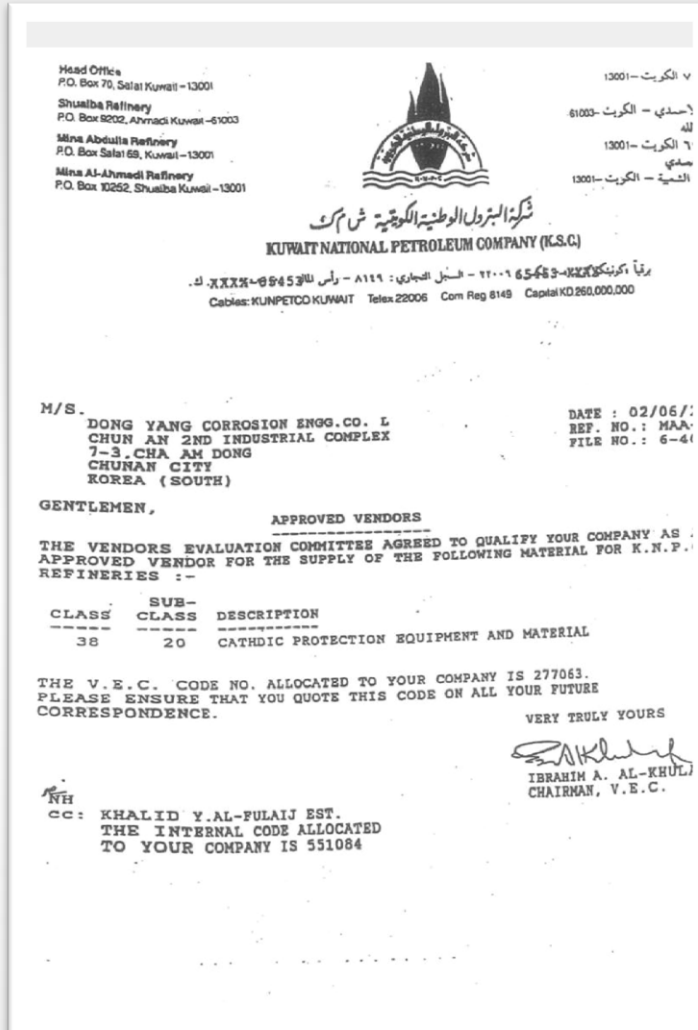 Head Office
P.O. Box 70, Safat Kuwait-13001
Shuaiba Refinery
P.O. Box 9202, Ahmadi Kuwait-61003
Mina Abdulla Refinery
P.O. Box Safat 69, Kuwait-13001
Mina Al-Ahmadi Refinery
P.O. Box 10252, Shuaiba Kuwait-13001
٧ الكويت -13001
الكويت -61003
٦ الكويت -13001
الكويت -13001
شركة البترول الوطنية الكويتية ش م ك
KUWAIT NATIONAL PETROLEUM COMPANY (K.S.C.)
٢٢٠٠٦ - السجل التجاري: ٨١٤٩ - رأس
Cables: KUNPETCO KUWAIT Telex 22006 Com Reg 8149 Capital KD 260,000,000
M/S.
DONG YANG CORROSION ENGG.CO. L
CHUN AN 2ND INDUSTRIAL COMPLEX
7-3,CHA AM DONG
CHUNAN CITY
KOREA (SOUTH)
DATE : 02/06/
REF. NO.: MAA-
FILE NO.: 6-4
GENTLEMEN,
APPROVED VENDORS
THE VENDORS EVALUATION COMMITTEE AGREED TO QUALIFY YOUR COMPANY AS
APPROVED VENDOR FOR THE SUPPLY OF THE FOLLOWING MATERIAL FOR K.N.P.
REFINERIES :-
SUB-
CLASS CLASS DESCRIPTION
38 20 CATHDIC PROTECTION EQUIPMENT AND MATERIAL
THE V.E.C. CODE NO. ALLOCATED TO YOUR COMPANY IS 277063.
PLEASE ENSURE THAT YOU QUOTE THIS CODE ON ALL YOUR FUTURE
CORRESPONDENCE.
VERY TRULY YOURS
IBRAHIM A. AL-KHUL
CHAIRMAN, V.E.C.
NH
CC: KHALID Y.AL-FULAIJ EST.
THE INTERNAL CODE ALLOCATED
TO YOUR COMPANY IS 551084